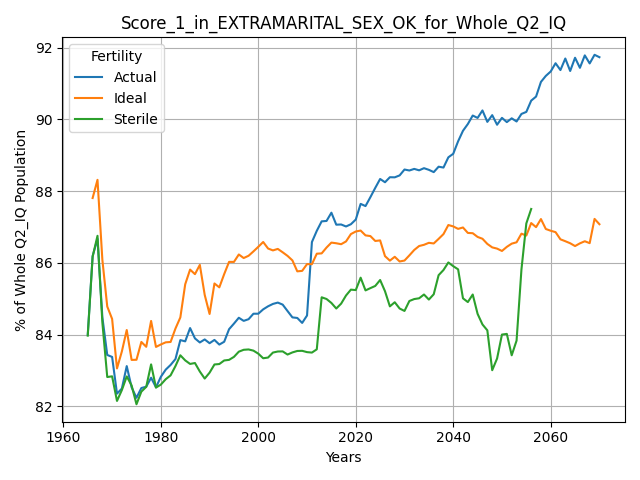 Score_1_in_EXTRAMARITAL_SEX_OK_for_Whole_Q2_IQ
Fertility
Actual
Ideal
Sterile
% of Whole Q2_IQ Population
92
90
88
86
84
82
1960
1980
2000
2020
2040
2060
Years